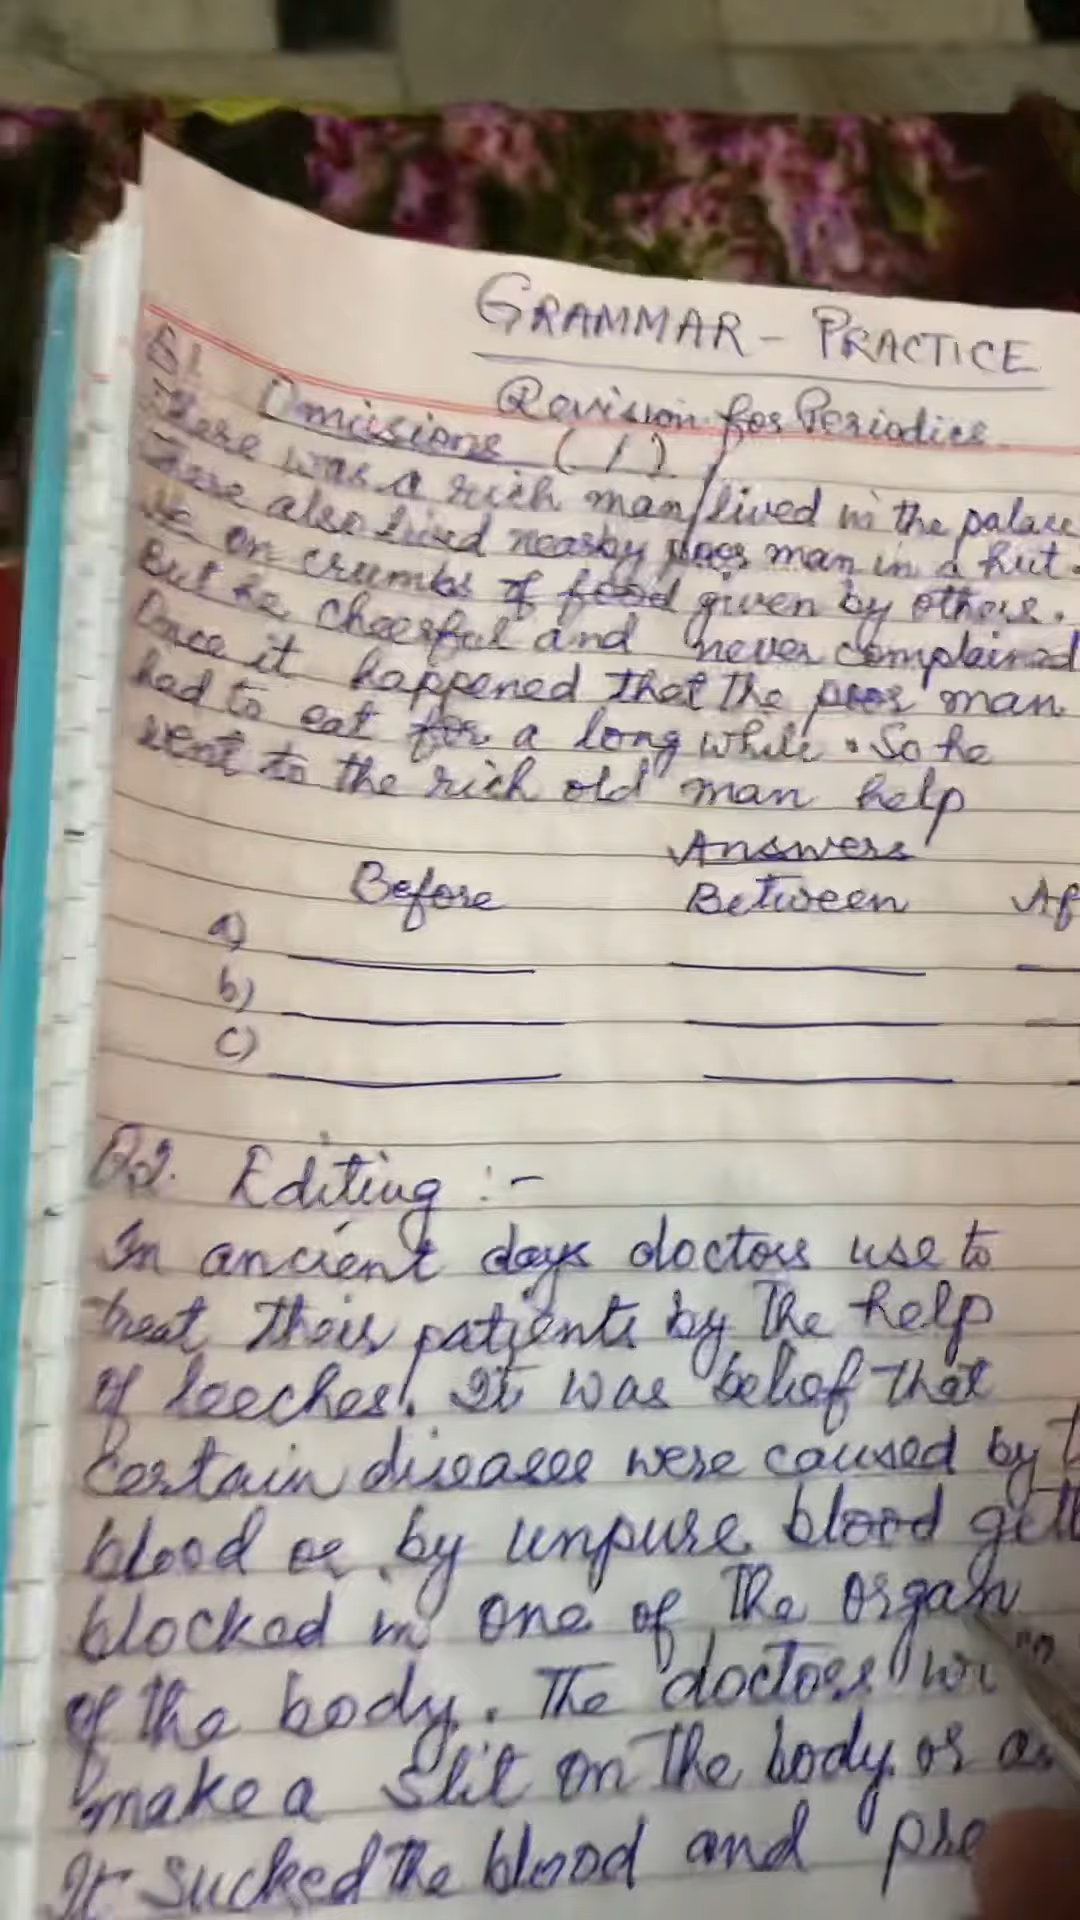 GRAMMAR - PRACTICE
Revision for Periodics
Q1. Omissions (/)
There was a rich man/lived in the palace
There also lived nearby poor man in a hut.
He on crumbs of food given by others.
But he cheerful and never complained
Once it happened that the poor man
had to eat for a long while. So he
went to the rich old man help
Answers
Before Between Af
a)
b)
c)
Q2. Editing :-
In ancient days doctors use to
treat their patients by the help
of leeches. It was belief that
certain diseases were caused by
blood or by unpure blood gett
blocked in one of the organ
of the body. The doctors
make a slit on the body or
It sucked the blood and pre